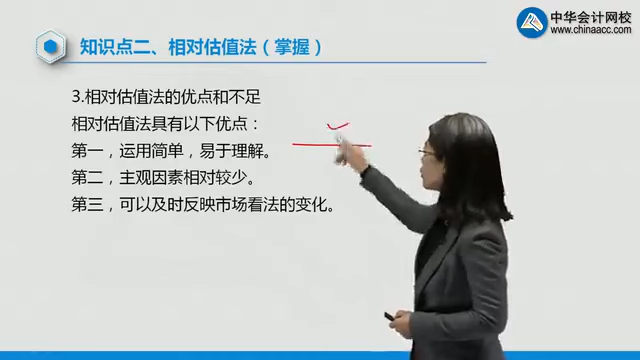 中华会计网校
www.chinaacc.com
知识点二、相对估值法（掌握）
3.相对估值法的优点和不足
相对估值法具有以下优点：
第一，运用简单，易于理解。
第二，主观因素相对较少。
第三，可以及时反映市场看法的变化。